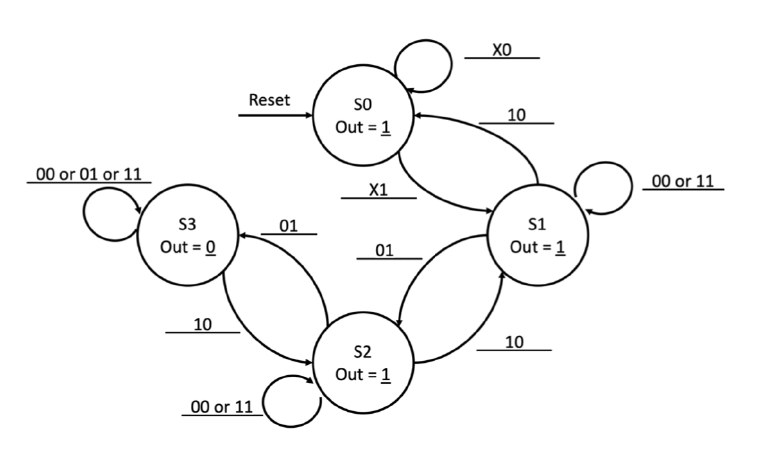 X0
Reset
S0
Out = 1
10
X1
00 or 01 or 11
S3
Out = 0
01
01
S1
Out = 1
00 or 11
10
S2
Out = 1
10
00 or 11